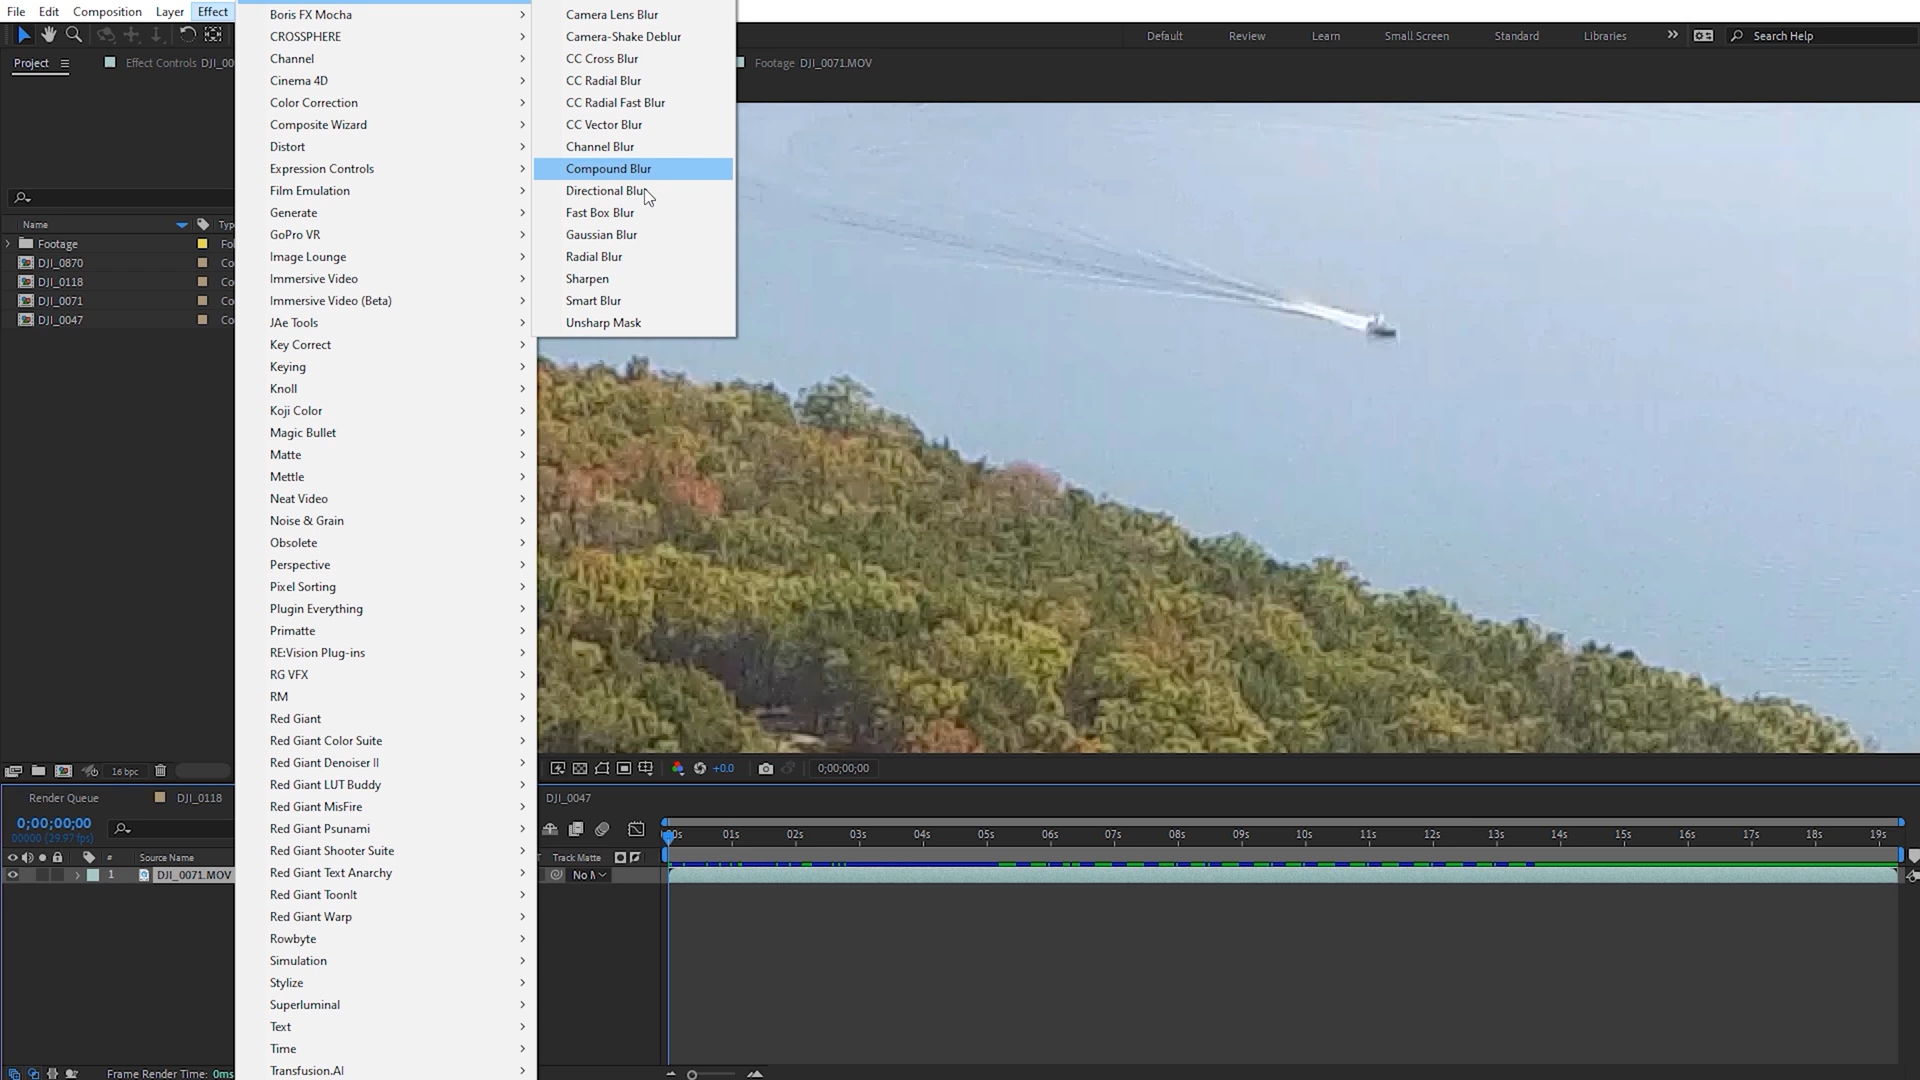 File Edit Composition Layer Effect
Default Review Learn Small Screen Standard Libraries Search Help
Project Effect Controls Footage DJI_0071.MOV
Name
Footage
DJI_0870
DJI_0118
DJI_0071
DJI_0047
Boris FX Mocha
CROSSPHERE
Channel
Cinema 4D
Color Correction
Composite Wizard
Distort
Expression Controls
Film Emulation
Generate
GoPro VR
Image Lounge
Immersive Video
Immersive Video (Beta)
JAe Tools
Key Correct
Keying
Knoll
Koji Color
Magic Bullet
Matte
Mettle
Neat Video
Noise & Grain
Obsolete
Perspective
Pixel Sorting
Plugin Everything
Primatte
RE:Vision Plug-ins
RG VFX
RM
Red Giant
Red Giant Color Suite
Red Giant Denoiser II
Red Giant LUT Buddy
Red Giant MisFire
Red Giant Psunami
Red Giant Shooter Suite
Red Giant Text Anarchy
Red Giant ToonIt
Red Giant Warp
Rowbyte
Simulation
Stylize
Superluminal
Text
Time
Transfusion.AI
Camera Lens Blur
Camera-Shake Deblur
CC Cross Blur
CC Radial Blur
CC Radial Fast Blur
CC Vector Blur
Channel Blur
Compound Blur
Directional Blur
Fast Box Blur
Gaussian Blur
Radial Blur
Sharpen
Smart Blur
Unsharp Mask
16 bpc
+0.0 0;00;00;00
Render Queue DJI_0118 DJI_0047
0;00;00;00
00000 (29.97 fps)
01s 02s 03s 04s 05s 06s 07s 08s 09s 10s 11s 12s 13s 14s 15s 16s 17s 18s 19s
# Source Name Track Matte
1 DJI_0071.MOV
Frame Render Time: 0ms